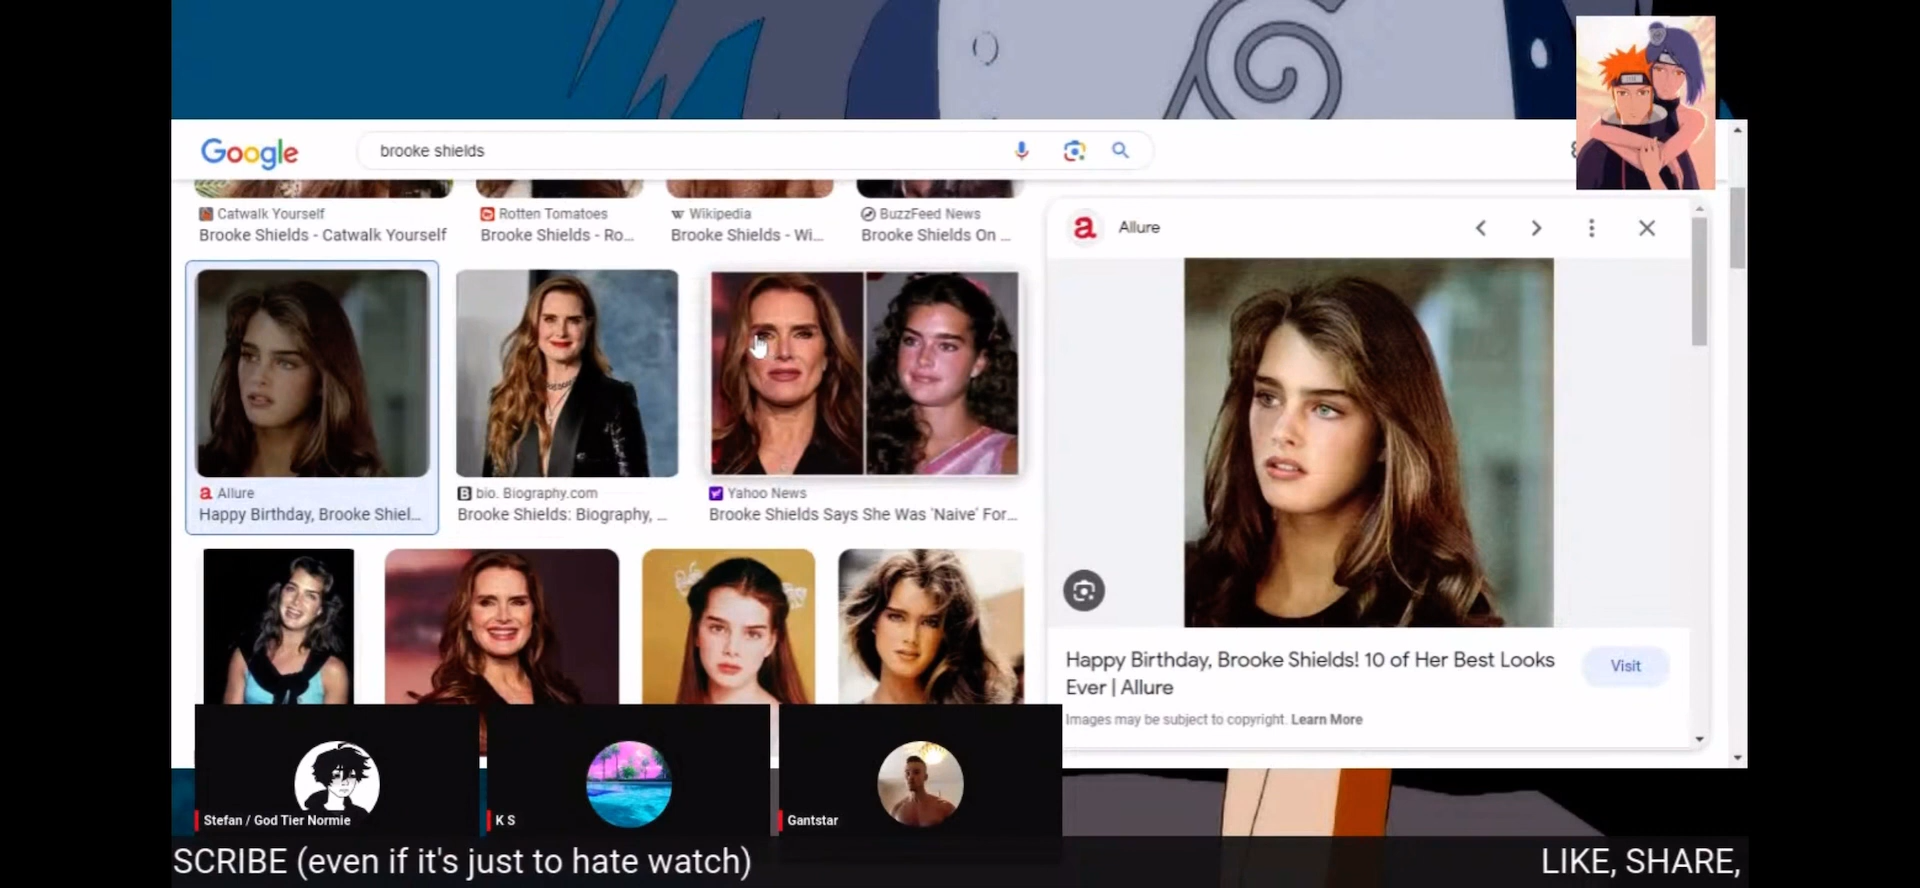 Google
brooke shields
Catwalk Yourself
Brooke Shields - Catwalk Yourself
Rotten Tomatoes
Brooke Shields - Ro...
W Wikipedia
Brooke Shields - Wi...
BuzzFeed News
Brooke Shields On ...
a Allure
a Allure
Happy Birthday, Brooke Shiel...
B bio. Biography.com
Brooke Shields: Biography, ...
Yahoo News
Brooke Shields Says She Was 'Naive' For...
Happy Birthday, Brooke Shields! 10 of Her Best Looks
Ever | Allure
Visit
Images may be subject to copyright. Learn More
Stefan / God Tier Normie
K S
Gantstar
SCRIBE (even if it's just to hate watch)
LIKE, SHARE,